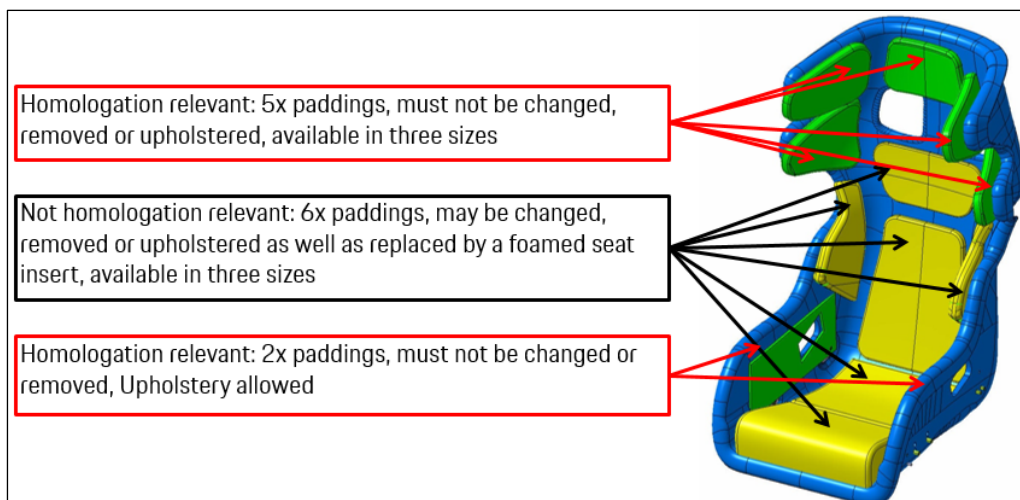 Homologation relevant: 5x paddings, must not be changed,
removed or upholstered, available in three sizes
Not homologation relevant: 6x paddings, may be changed,
removed or upholstered as well as replaced by a foamed seat
insert, available in three sizes
Homologation relevant: 2x paddings, must not be changed or
removed, Upholstery allowed